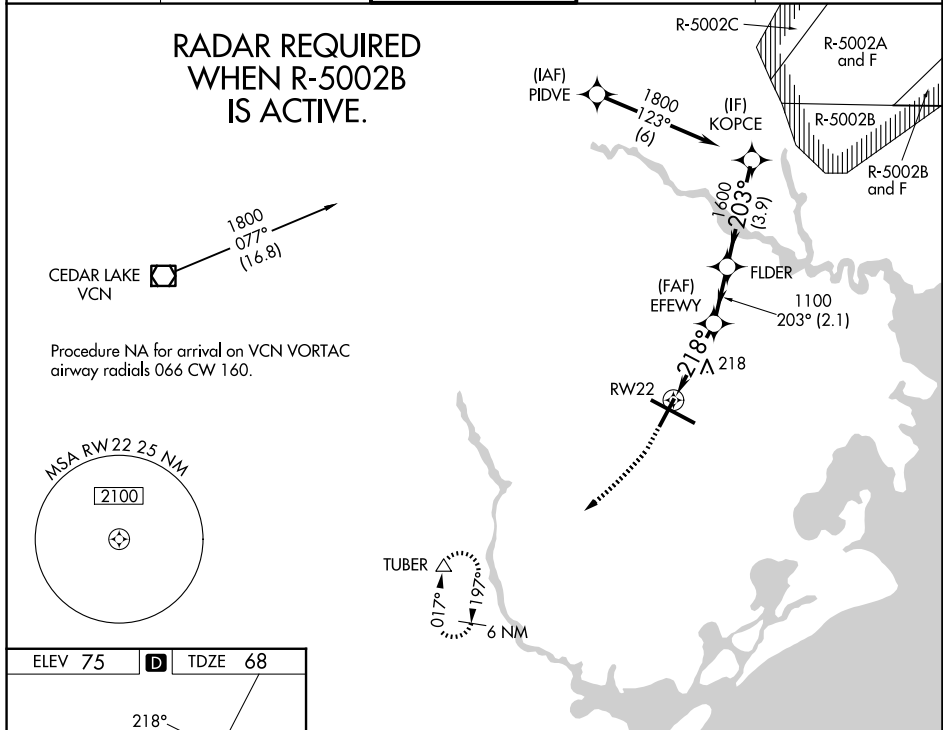 RADAR REQUIRED
WHEN R-5002B
IS ACTIVE.
R-5002C
R-5002A
and F
R-5002B
R-5002B
and F
(IAF)
PIDVE
1800
123°
(6)
(IF)
KOPCE
1600
203°
(3.9)
1800
077°
(16.8)
CEDAR LAKE
VCN
FLDER
(FAF)
EFEWY
1100
203° (2.1)
218°
218
RW22
Procedure NA for arrival on VCN VORTAC
airway radials 066 CW 160.
MSA RW22 25 NM
2100
TUBER
017°
197°
6 NM
ELEV 75
D
TDZE 68
218°